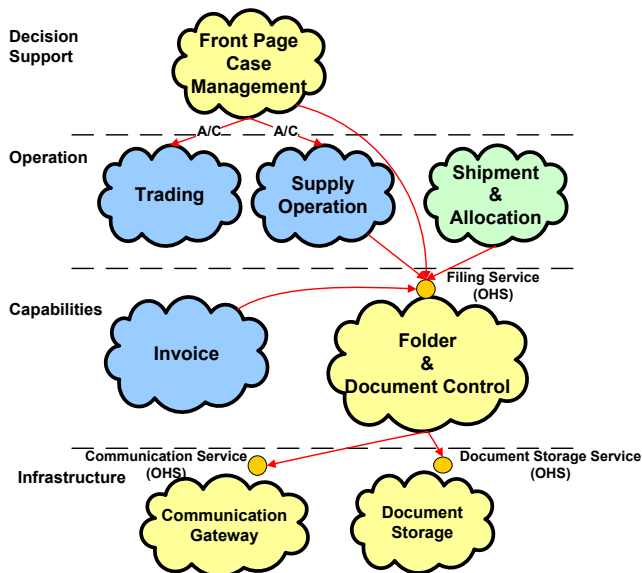 Decision
Support
Front Page
Case
Management
A/C
A/C
Operation
Trading
Supply
Operation
Shipment
&
Allocation
Filing Service
(OHS)
Capabilities
Invoice
Folder
&
Document Control
Communication Service
(OHS)
Document Storage Service
(OHS)
Infrastructure
Communication
Gateway
Document
Storage